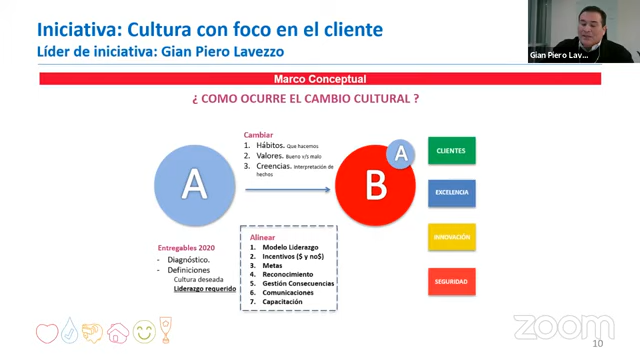 Iniciativa: Cultura con foco en el cliente
Líder de iniciativa: Gian Piero Lavezzo
Gian Piero Lav...
Marco Conceptual
¿ COMO OCURRE EL CAMBIO CULTURAL ?
A
Cambiar
1. Hábitos. Que hacemos
2. Valores. Bueno v/s malo
3. Creencias. Interpretación de
hechos
B
A
CLIENTES
EXCELENCIA
INNOVACIÓN
SEGURIDAD
Entregables 2020
- Diagnóstico.
- Definiciones
Cultura deseada
Liderazgo requerido
Alinear
1. Modelo Liderazgo
2. Incentivos ($ y no$)
3. Metas
4. Reconocimiento
5. Gestión Consecuencias
6. Comunicaciones
7. Capacitación
zoom
10